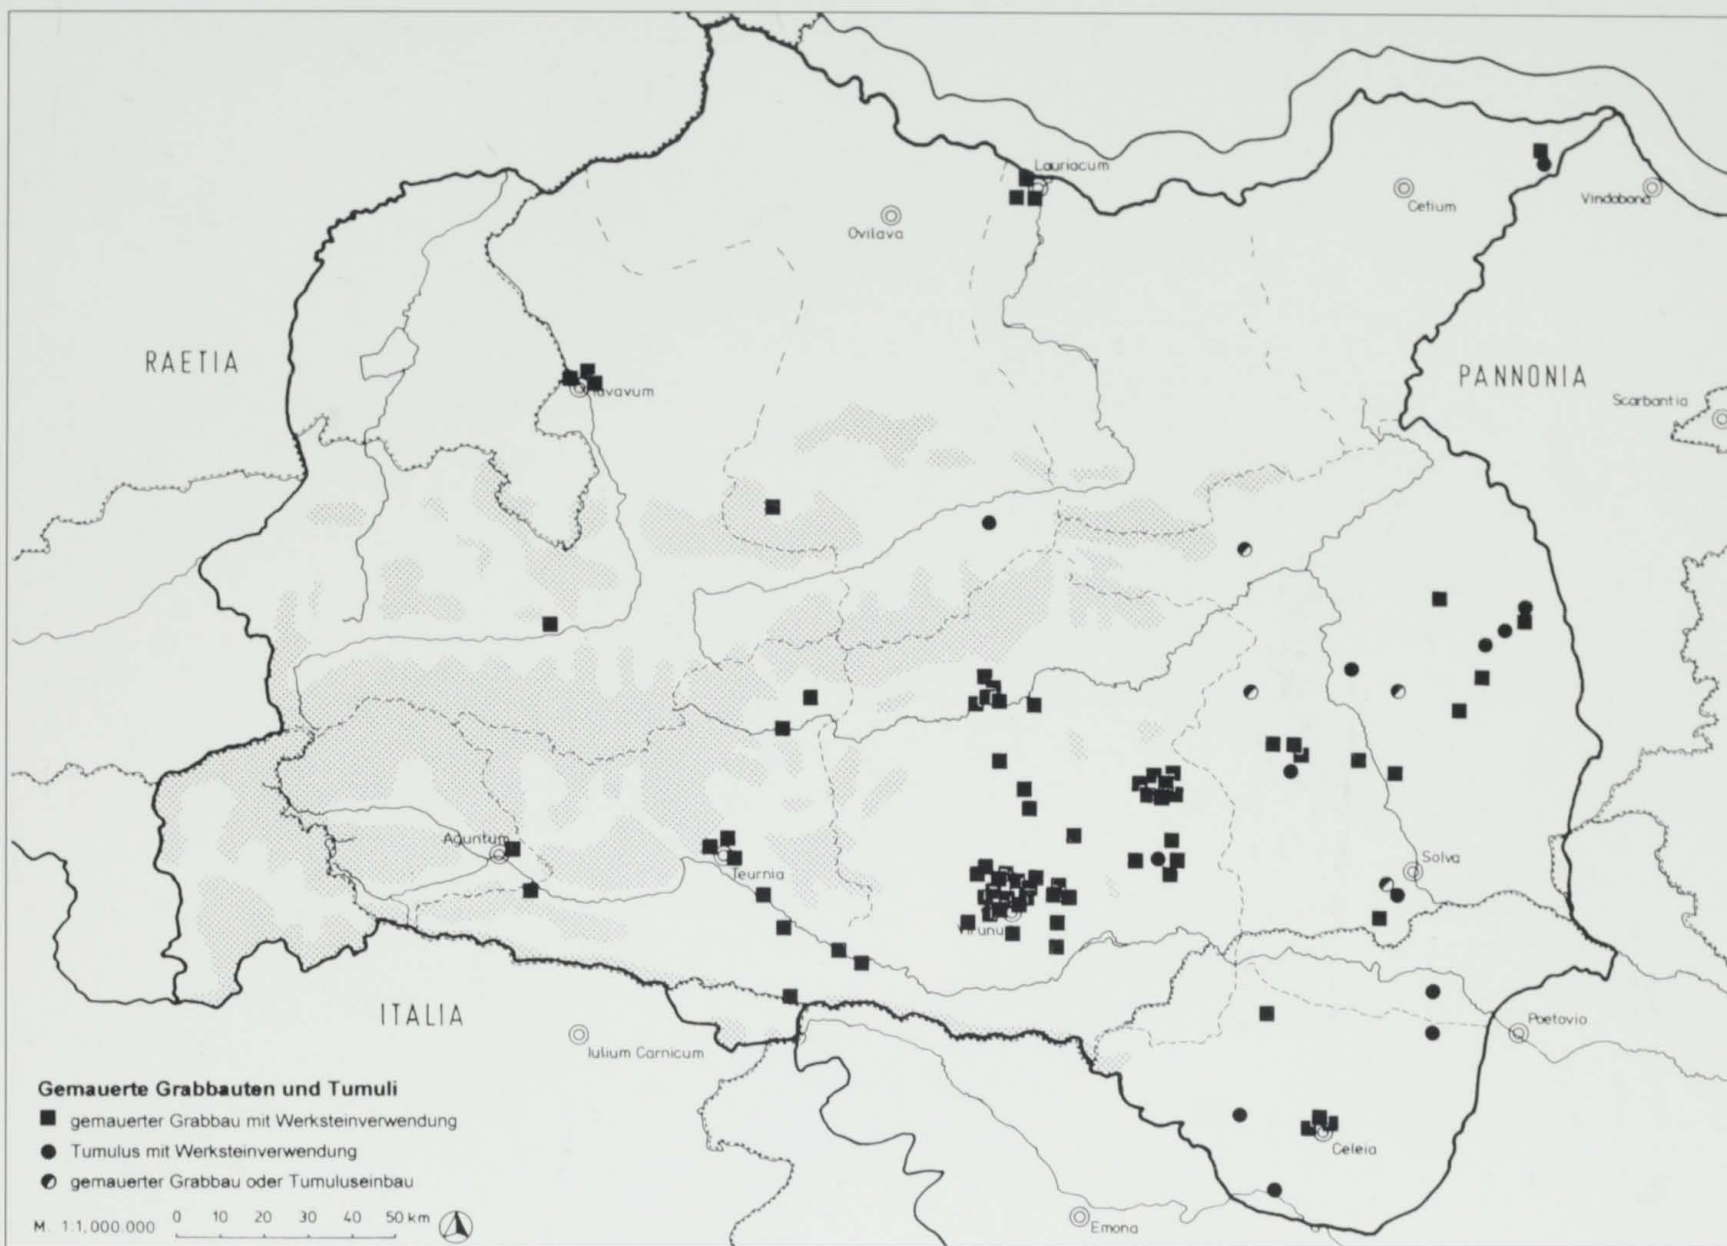 Lauriacum
Cetium
Vindobona
Ovilava
RAETIA
PANNONIA
Scarbantia
Aguntum
Teurnia
Solva
ITALIA
Iulium Carnicum
Poetovio
Celeia
Emona
Gemauerte Grabbauten und Tumuli
gemauerter Grabbau mit Werksteinverwendung
Tumulus mit Werksteinverwendung
gemauerter Grabbau oder Tumuluseinbau
M. 1:1,000.000 0 10 20 30 40 50 km